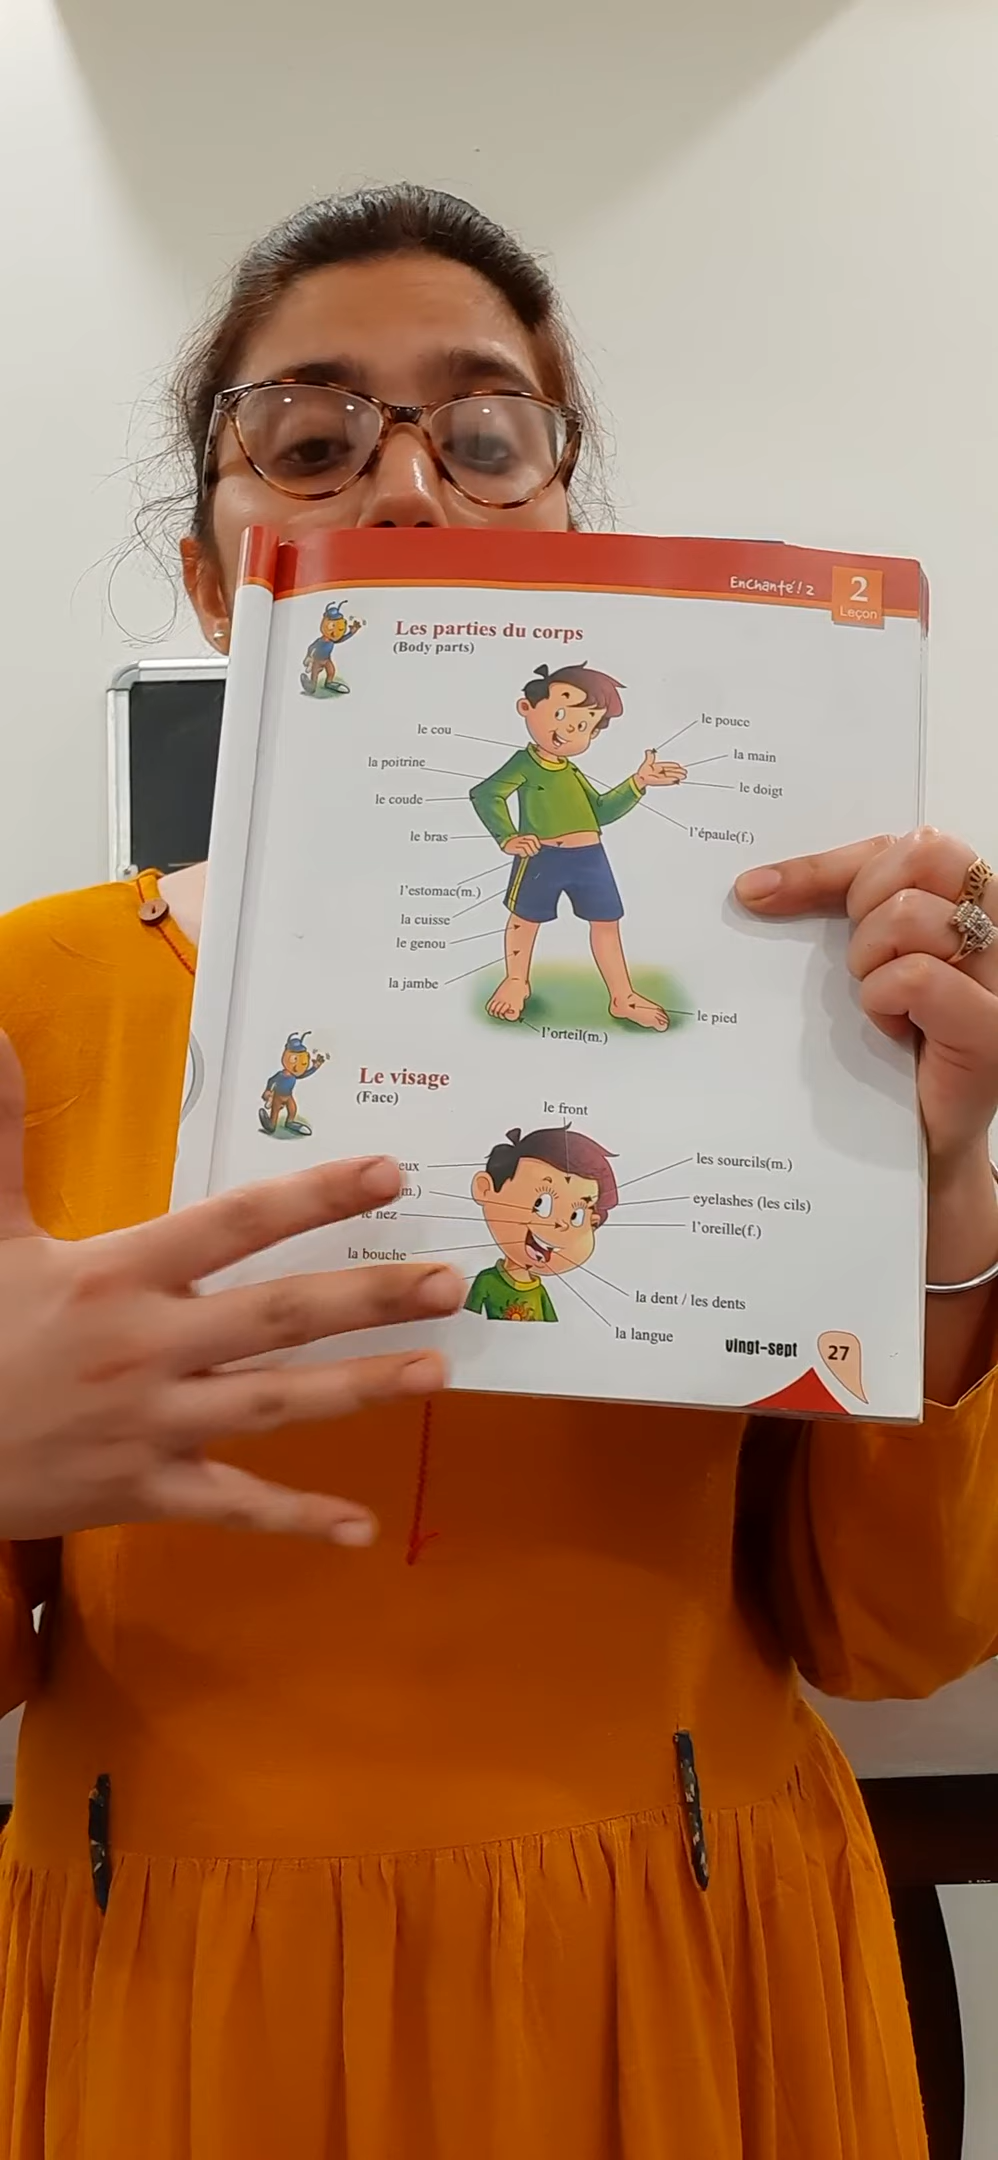 Enchanté! 2
2
Leçon
Les parties du corps
(Body parts)
le cou
la poitrine
le coude
le bras
l'estomac(m.)
la cuisse
le genou
la jambe
le pouce
la main
le doigt
l'épaule(f.)
le pied
l'orteil(m.)
Le visage
(Face)
le front
les sourcils(m.)
eyelashes (les cils)
l'oreille(f.)
le nez
la bouche
la dent / les dents
la langue
vingt-sept
27